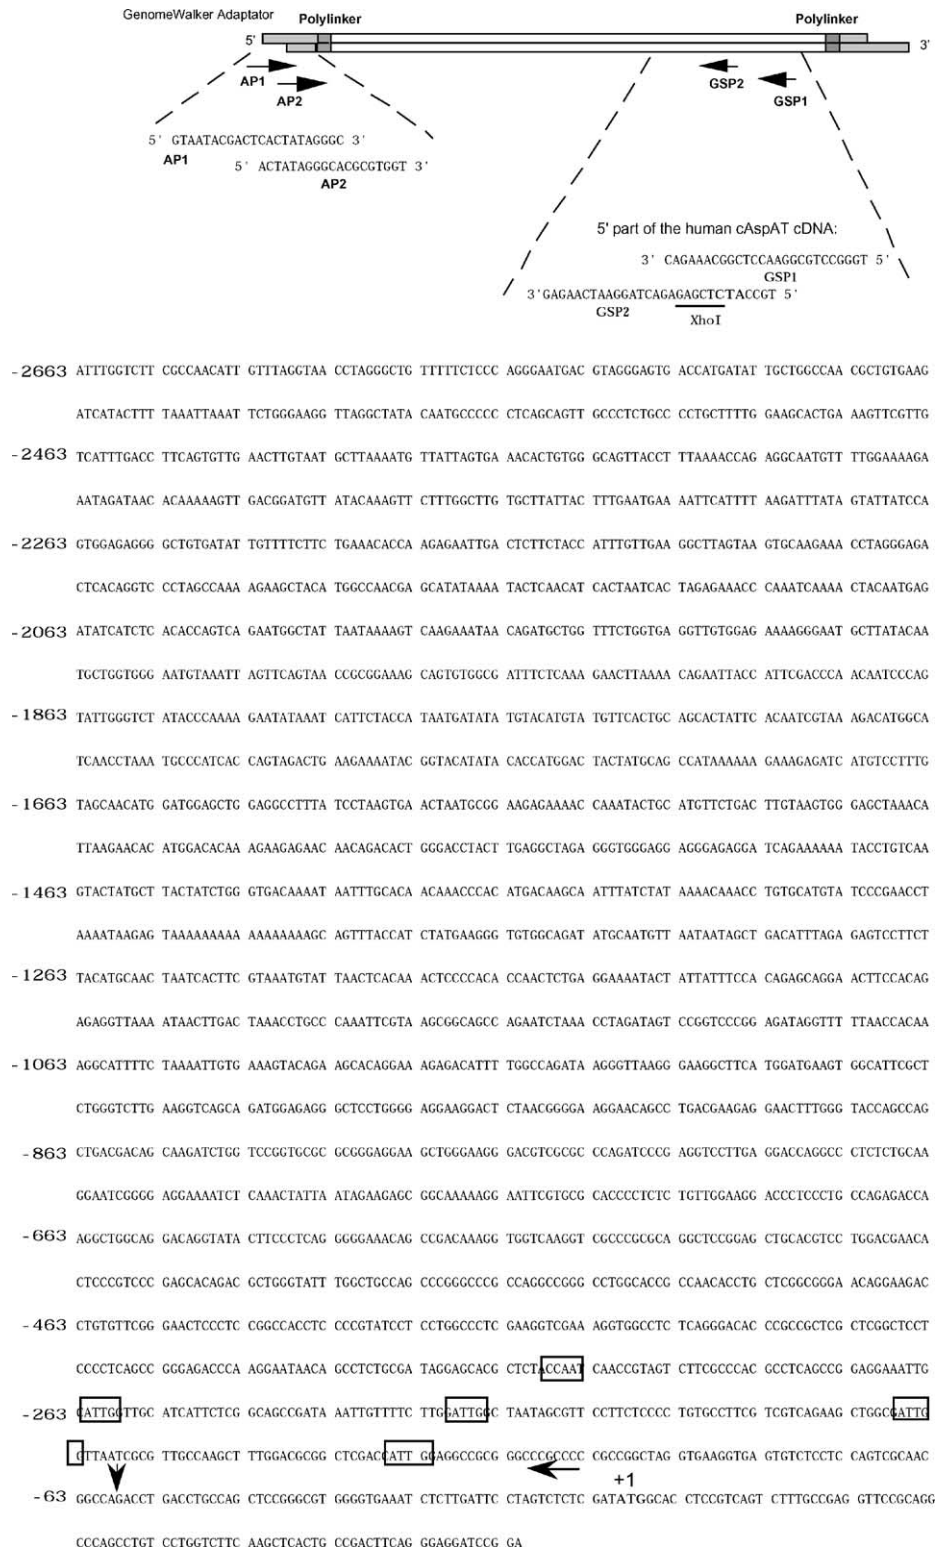 GenomeWalker Adaptator
Polylinker
Polylinker
5'
3'
AP1
AP2
GSP2
GSP1
5' GTAATACGACTCACTATAGGGC 3'
AP1
5' ACTATAGGGCACGCGTGGT 3'
AP2
5' part of the human cAspAT cDNA:
3' CAGAAACGGCTCCAAGGCGTCCGGGT 5'
GSP1
3'GAGAACTAAGGATCAGAGAGCTCTACCGT 5'
GSP2
XhoI
-2663 ATTTGGTCTT CGCCAACATT GTTTAGGTAA CCTAGGGCTG TTTTTCTCCC AGGGAATGAC GTAGGGAGTG ACCATGATAT TGCTGGCCAA CGCTGTGAAG
ATCATACTTT TAAATTAAAT TCTGGGAAGG TTAGGCTATA CAATGCCCCC CTCAGCAGTT GCCCTCTGCC CCTGCTTTTG GAAGCACTGA AAGTTCGTTG
-2463 TCATTTGACC TTCAGTGTTG AACTTGTAAT GCTTAAAATG TTATTAGTGA AACACTGTGG GCAGTTACCT TTAAAACCAG AGGCAATGTT TTGGAAAAGA
AATAGATAAC ACAAAAAGTT GACGGATGTT ATACAAAGTT CTTTGGCTTG TGCTTATTAC TTTGAATGAA AATTCATTTT AAGATTTATA GTATTATCCA
-2263 GTGGAGAGGG GCTGTGATAT TGTTTTCTTC TGAAACACCA AGAGAATTGA CTCTTCTACC ATTTGTTGAA GGCTTAGTAA GTGCAAGAAA CCTAGGGAGA
CTCACAGGTC CCTAGCCAAA AGAAGCTACA TGGCCAACGA GCATATAAAA TACTCAACAT CACTAATCAC TAGAGAAACC CAAATCAAAA CTACAATGAG
-2063 ATATCATCTC ACACCAGTCA GAATGGCTAT TAATAAAAGT CAAGAAATAA CAGATGCTGG TTTCTGGTGA GGTTGTGGAG AAAAGGGAAT GCTTATACAA
TGCTGGTGGG AATGTAAATT AGTTCAGTAA CCGCGGAAAG CAGTGTGGCG ATTTCTCAAA GAACTTAAAA CAGAATTACC ATTCGACCCA ACAATCCCAG
-1863 TATTGGGTCT ATACCCAAAA GAATATAAAT CATTCTACCA TAATGATATA TGTACATGTA TGTTCACTGC AGCACTATTC ACAATCGTAA AGACATGGCA
TCAACCTAAA TGCCCATCAC CAGTAGACTG AAGAAAATAC GGTACATATA CACCATGGAC TACTATGCAG CCATAAAAAA GAAAGAGATC ATGTCCTTTG
-1663 TAGCAACATG GATGGAGCTG GAGGCCTTTA TCCTAAGTGA ACTAATGCGG AAGAGAAAAC CAAATACTGC ATGTTCTGAC TTGTAAGTGG GAGCTAAACA
TTAAGAACAC ATGGACACAA AGAAGAGAAC AACAGACACT GGGACCTACT TGAGGCTAGA GGGTGGGAGG AGGGAGAGGA TCAGAAAAAA TACCTGTCAA
-1463 GTACTATGCT TACTATCTGG GTGACAAAAT AATTTGCACA ACAAACCCAC ATGACAAGCA ATTTATCTAT AAAACAAACC TGTGCATGTA TCCCGAACCT
AAAATAAGAG TAAAAAAAAA AAAAAAAAGC AGTTTACCAT CTATGAAGGG TGTGGCAGAT ATGCAATGTT AATAATAGCT GACATTTAGA GAGTCCTTCT
-1263 TACATGCAAC TAATCACTTC GTAAATGTAT TAACTCACAA ACTCCCCACA CCAACTCTGA GGAAAATACT ATTATTTCCA CAGAGCAGGA ACTTCCACAG
AGAGGTTAAA ATAACTTGAC TAAACCTGCC CAAATTCGTA AGCGGCAGCC AGAATCTAAA CCTAGATAGT CCGGTCCCGG AGATAGGTTT TTAACCACAA
-1063 AGGCATTTTC TAAAATTGTG AAAGTACAGA AGCACAGGAA AGAGACATTT TGGCCAGATA AGGGTTAAGG GAAGGCTTCA TGGATGAAGT GGCATTCGCT
CTGGGTCTTG AAGGTCAGCA GATGGAGAGG GCTCCTGGGG AGGAAGGACT CTAACGGGGA AGGAACAGCC TGACGAAGAG GAACTTTGGG TACCAGCCAG
-863 CTGACGACAG CAAGATCTGG TCCGGTGCGC GCGGGAGGAA GCTGGGAAGG GACGTCGCGC CCAGATCCCG AGGTCCTTGA GGACCAGGCC CTCTCTGCAA
GGAATCGGGG AGGAAAATCT CAAACTATTA ATAGAAGAGC GGCAAAAAGG AATTCGTGCG CACCCCTCTC TGTTGGAAGG ACCCTCCCTG CCAGAGACCA
-663 AGGCTGGCAG GACAGGTATA CTTCCCTCAG GGGGGAAACAG CCGACAAAGG TGGTCAAGGT CGCCCGCGCA GGCTCCGGAG CTGCACGTCC TGGACGAACA
CTCCCGTCCC GAGCACAGAC GCTGGGTATT TGGCTGCCAG CCCGGGCCCG CCAGGCCGGG CCTGGCACCG CCAACACCTG CTCGGCGGGA ACAGGAAGAC
-463 CTGTGTTCGG GAACTCCCTC CGGCCACCTC CCCGTATCCT CCTGGCCCTC GAAGGTCGAA AGGTGGCCTC TCAGGGACAC CCGCCGCTCG CTCGGCTCCT
CCCCTCAGCC GGGAGACCCA AGGAATAACA GCCTCTGCGA TAGGAGCACG CTCTACCAAT CAACCGTAGT CTTCGCCCAC GCCTCAGCCG GAGGAAATTG
-263 CATTGGTTGC ATCATTCTCG GCAGCCGATA AATTGTTTTC TTGGATTGGC TAATAGCGTT CCTTCTCCCC TGTGCCTTCG TCGTCAGAAG CTGGCGATTG
GTTAATCGCG TTGCCAAGCT TTGGACGCGG CTCGACCATT GGAGGCCGCG GGCCCGCCCC CGCCGGCTAG GTGAAGGTGA GTGTCTCCTC CAGTCGCAAC
+1
-63 GGCCAGACCT GACCTGCCAG CTCCGGGCGT GGGGTGAAAT CTCTTGATTC CTAGTCTCTC GATATGGCAC CTCCGTCAGT CTTTGCCGAG GTTCCGCAGG
CCCAGCCTGT CCTGGTCTTC AAGCTCACTG CCGACTTCAG GGAGGATCCG GA